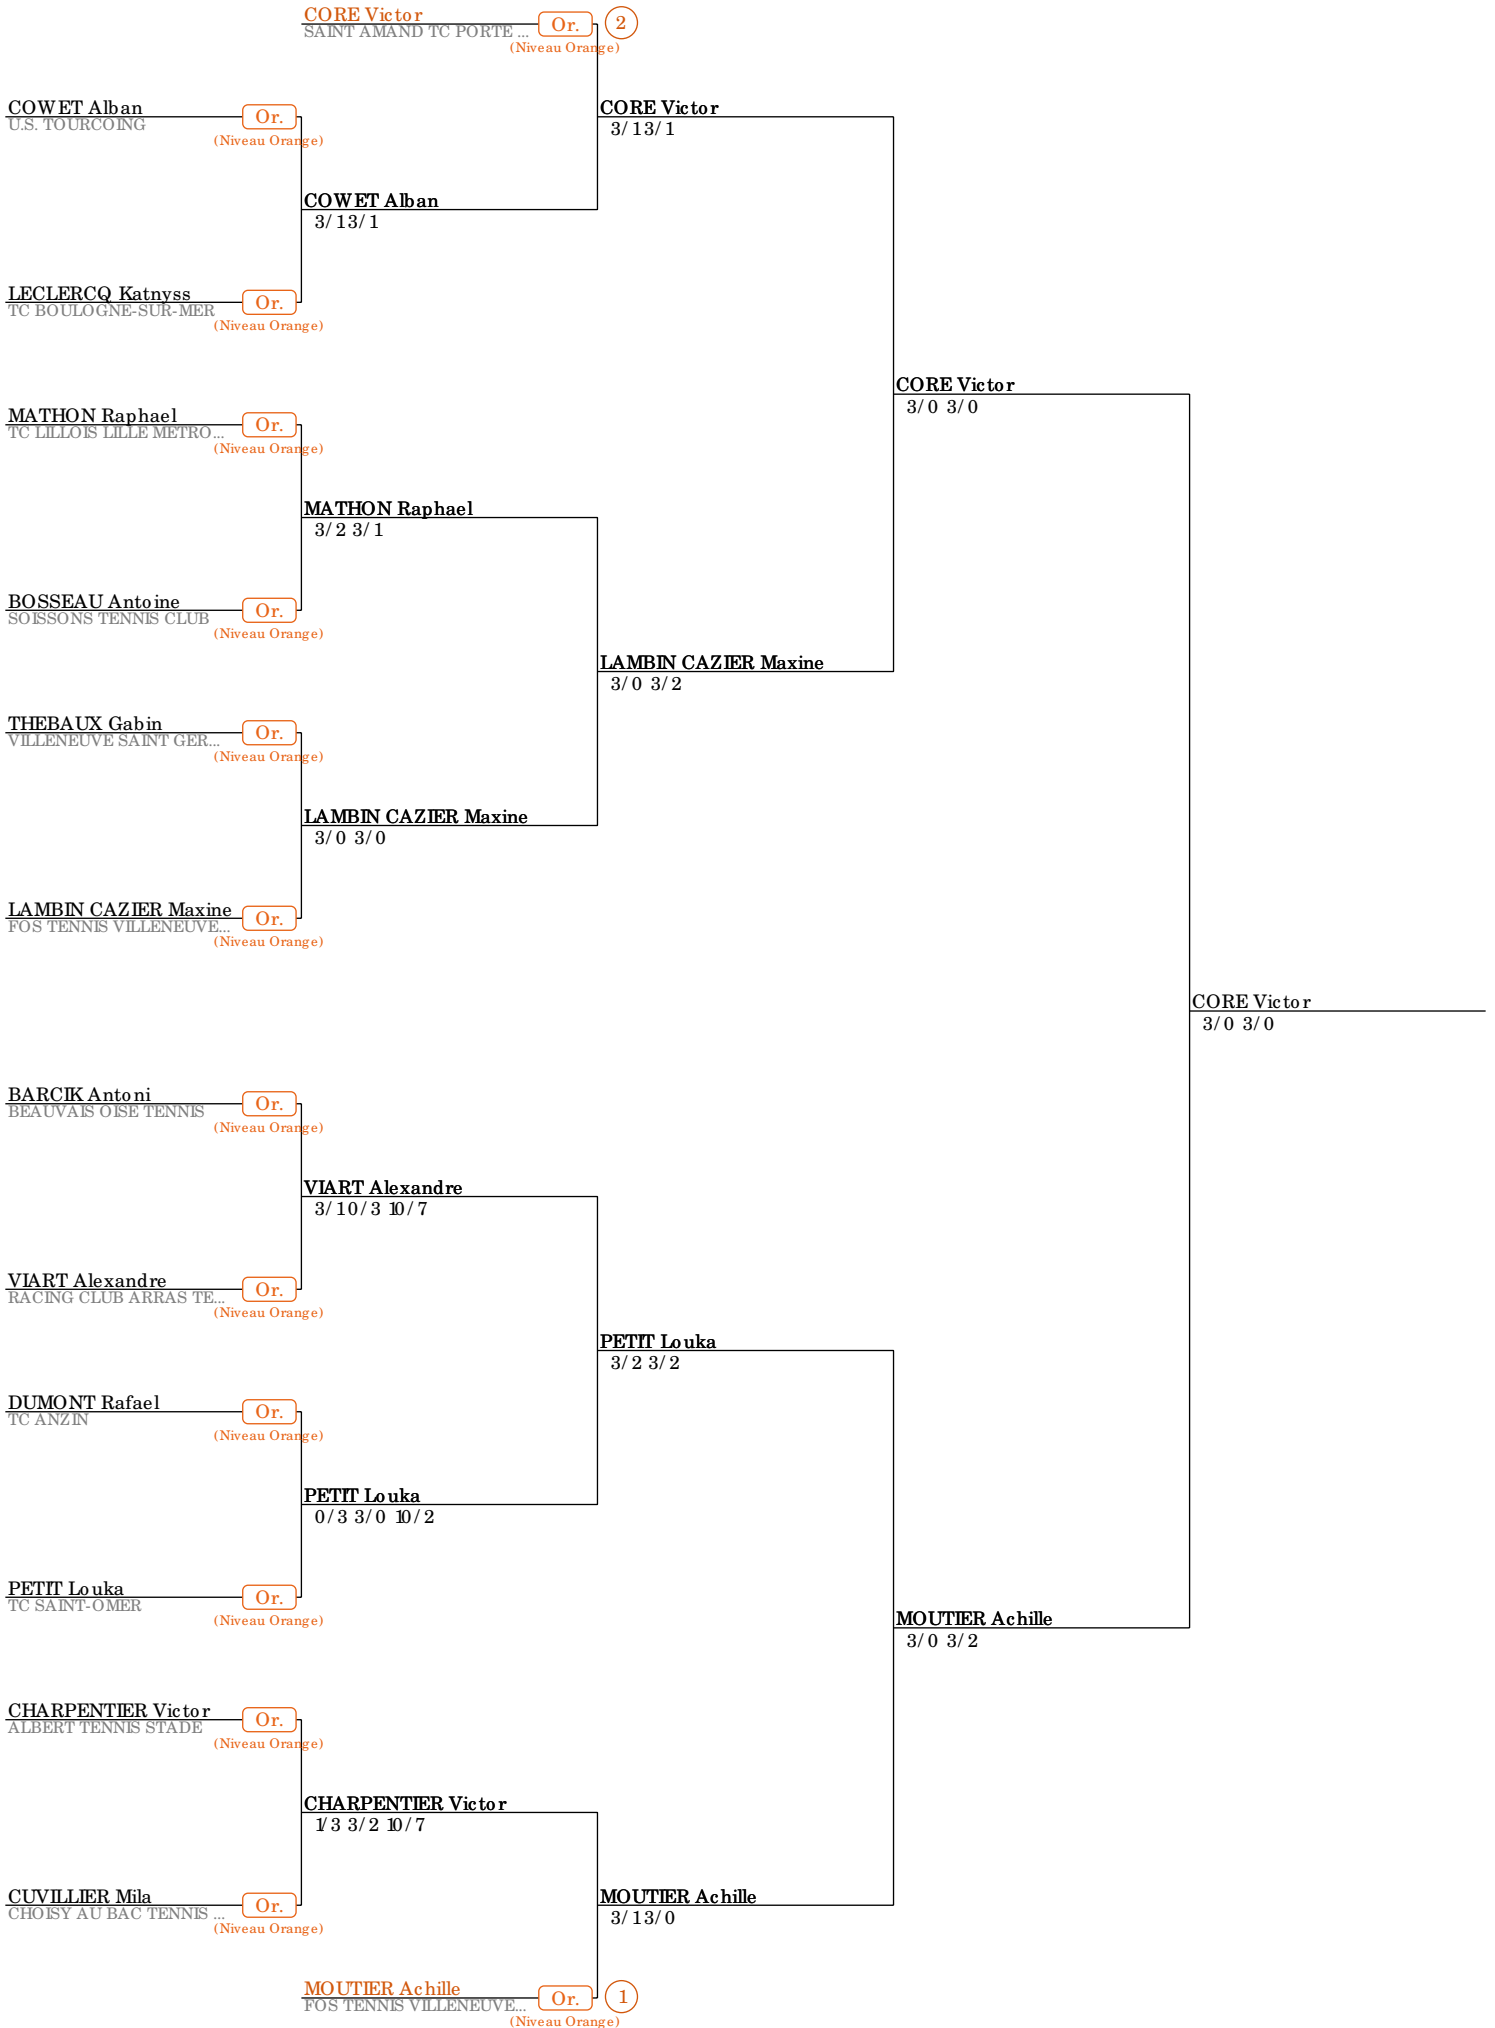 CORE Victor
Or.
2
SAINT AMAND TC PORTE ...
(Niveau Orange)
COWET Alban
Or.
U.S. TOURCOING
(Niveau Orange)
CORE Victor
3/1 3/1
COWET Alban
3/1 3/1
LECLERCQ Katnyss
Or.
TC BOULOGNE-SUR-MER
(Niveau Orange)
CORE Victor
3/0 3/0
MATHON Raphael
Or.
TC LILLOIS LILLE METRO...
(Niveau Orange)
MATHON Raphael
3/2 3/1
BOSSEAU Antoine
Or.
SOISSONS TENNIS CLUB
(Niveau Orange)
LAMBIN CAZIER Maxine
3/0 3/2
THEBAUX Gabin
Or.
VILLENEUVE SAINT GER...
(Niveau Orange)
LAMBIN CAZIER Maxine
3/0 3/0
LAMBIN CAZIER Maxine
Or.
FOS TENNIS VILLENEUVE...
(Niveau Orange)
CORE Victor
3/0 3/0
BARCIK Antoni
Or.
BEAUVAIS OISE TENNIS
(Niveau Orange)
VIART Alexandre
3/1 0/3 10/7
VIART Alexandre
Or.
RACING CLUB ARRAS TE...
(Niveau Orange)
PETIT Louka
3/2 3/2
DUMONT Rafael
Or.
TC ANZIN
(Niveau Orange)
PETIT Louka
0/3 3/0 10/2
PETIT Louka
Or.
TC SAINT-OMER
(Niveau Orange)
MOUTIER Achille
3/0 3/2
CHARPENTIER Victor
Or.
ALBERT TENNIS STADE
(Niveau Orange)
CHARPENTIER Victor
1/3 3/2 10/7
CUVILLIER Mila
Or.
CHOISY AU BAC TENNIS ...
(Niveau Orange)
MOUTIER Achille
3/1 3/0
MOUTIER Achille
Or.
1
FOS TENNIS VILLENEUVE...
(Niveau Orange)